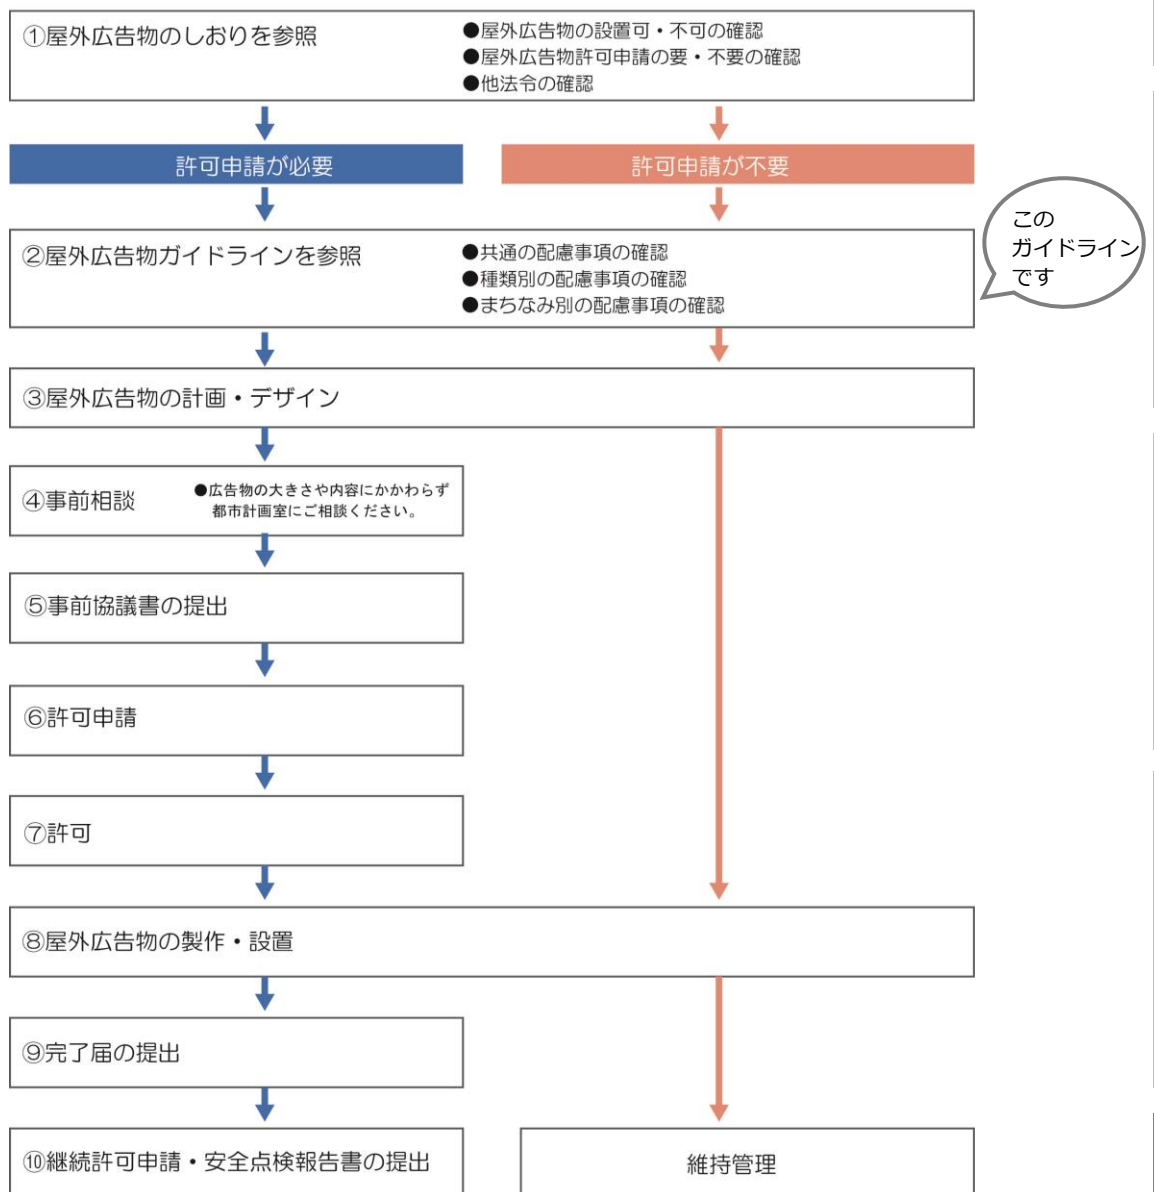 ①屋外広告物のしおりを参照
●屋外広告物の設置可・不可の確認
●屋外広告物許可申請の要・不要の確認
●他法令の確認
許可申請が必要
許可申請が不要
②屋外広告物ガイドラインを参照
●共通の配慮事項の確認
●種類別の配慮事項の確認
●まちなみ別の配慮事項の確認
この
ガイドライン
です
③屋外広告物の計画・デザイン
④事前相談
●広告物の大きさや内容にかかわらず
都市計画室にご相談ください。
⑤事前協議書の提出
⑥許可申請
⑦許可
⑧屋外広告物の製作・設置
⑨完了届の提出
⑩継続許可申請・安全点検報告書の提出
維持管理